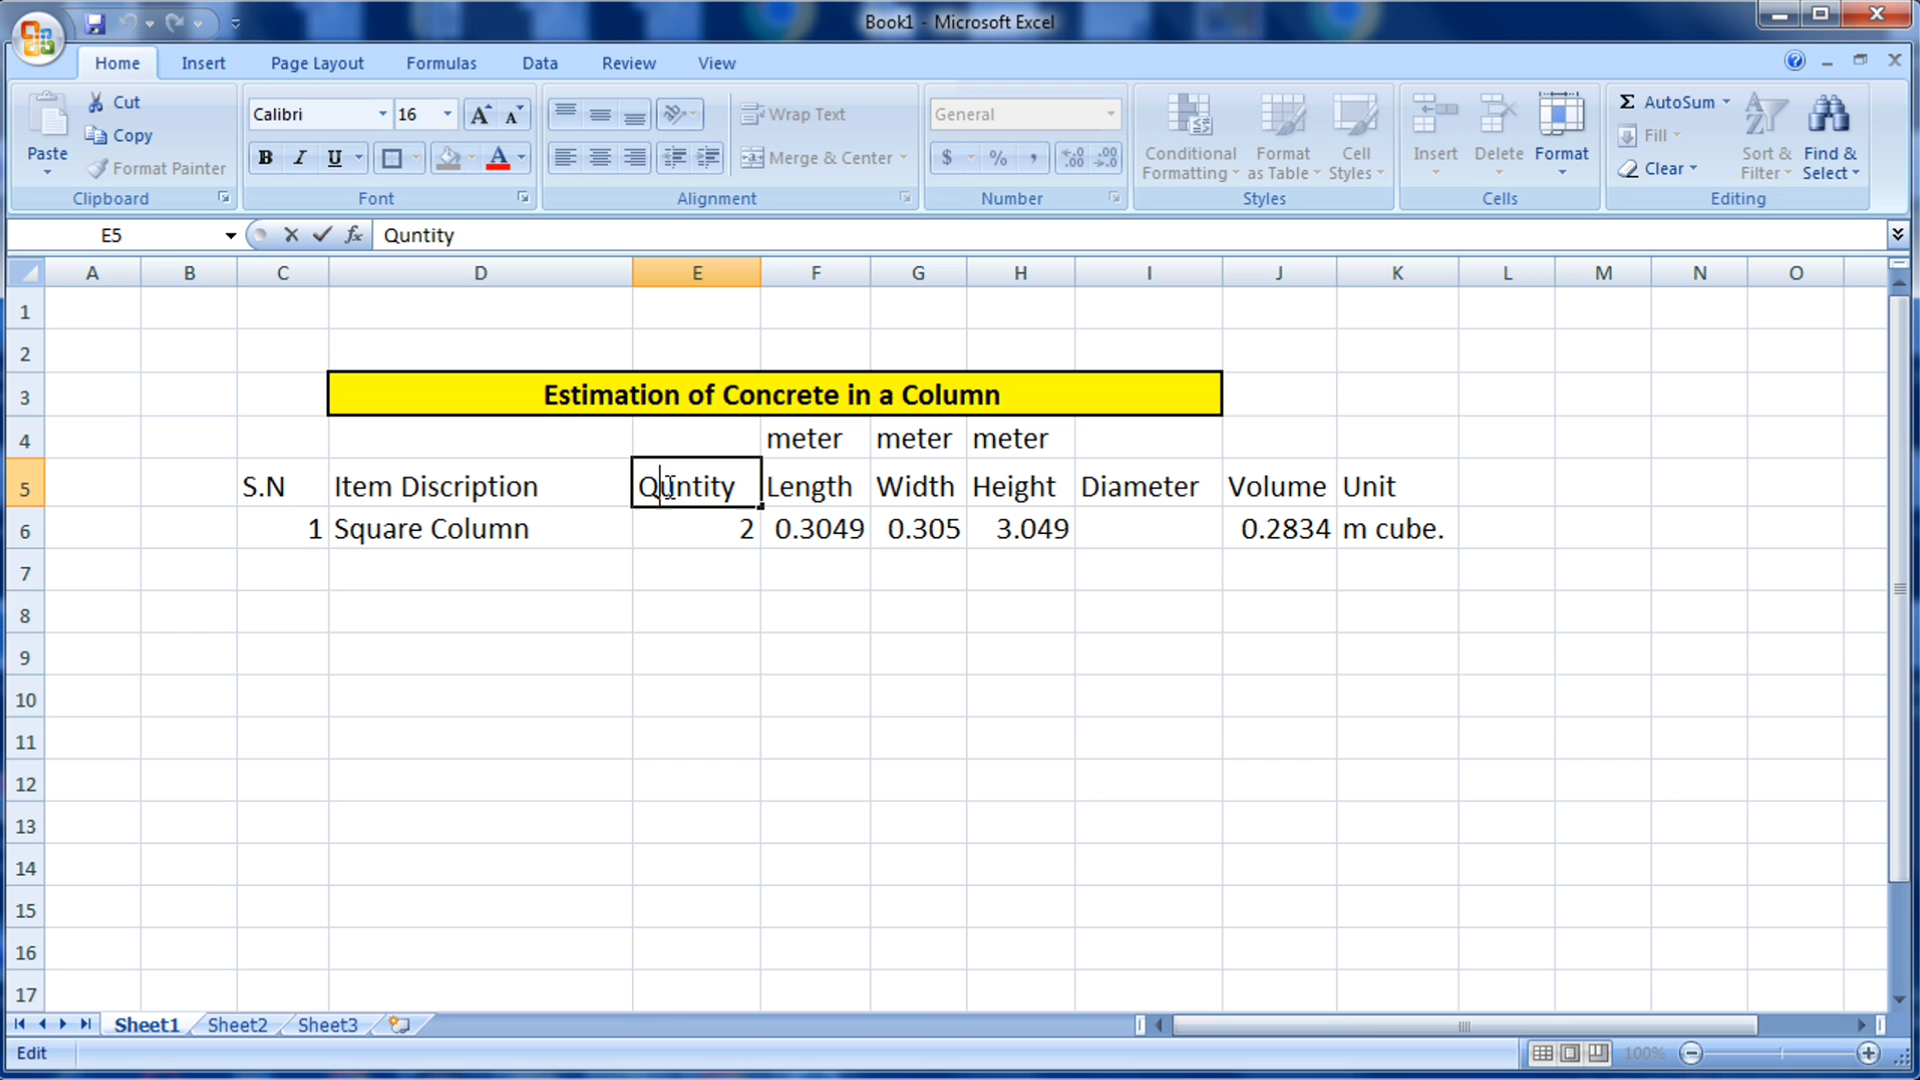 Book1 - Microsoft Excel
Home Insert Page Layout Formulas Data Review View
Paste
Cut
Copy
Format Painter
Clipboard
Calibri 16
B I U A
Font
Wrap Text
Merge & Center
Alignment
General
$ % ,
Number
Conditional Formatting
Format as Table
Cell Styles
Styles
Insert Delete Format
Cells
Σ AutoSum
Fill
Clear
Sort & Filter
Find & Select
Editing
E5 fx Quntity
A B C D E F G H I J K L M N O
1
2
3 Estimation of Concrete in a Column
4 meter meter meter
5 S.N Item Discription Quntity Length Width Height Diameter Volume Unit
6 1 Square Column 2 0.3049 0.305 3.049 0.2834 m cube.
7
8
9
10
11
12
13
14
15
16
17
Sheet1 Sheet2 Sheet3
Edit 100%